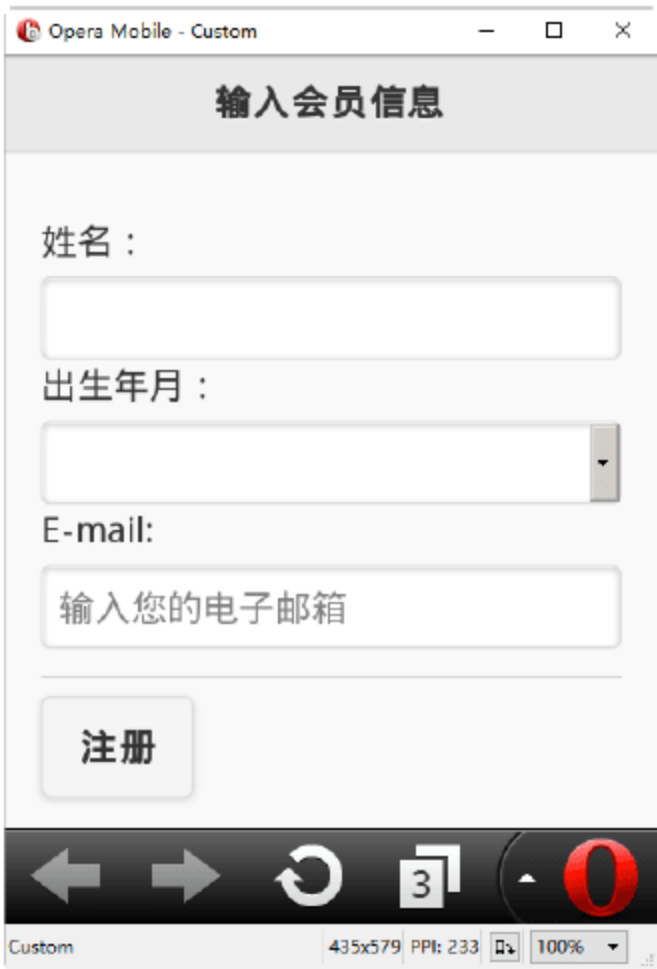 Opera Mobile - Custom
输入会员信息
姓名：
出生年月：
E-mail:
输入您的电子邮箱
注册
3
Custom 435x579 PPI: 233 100%